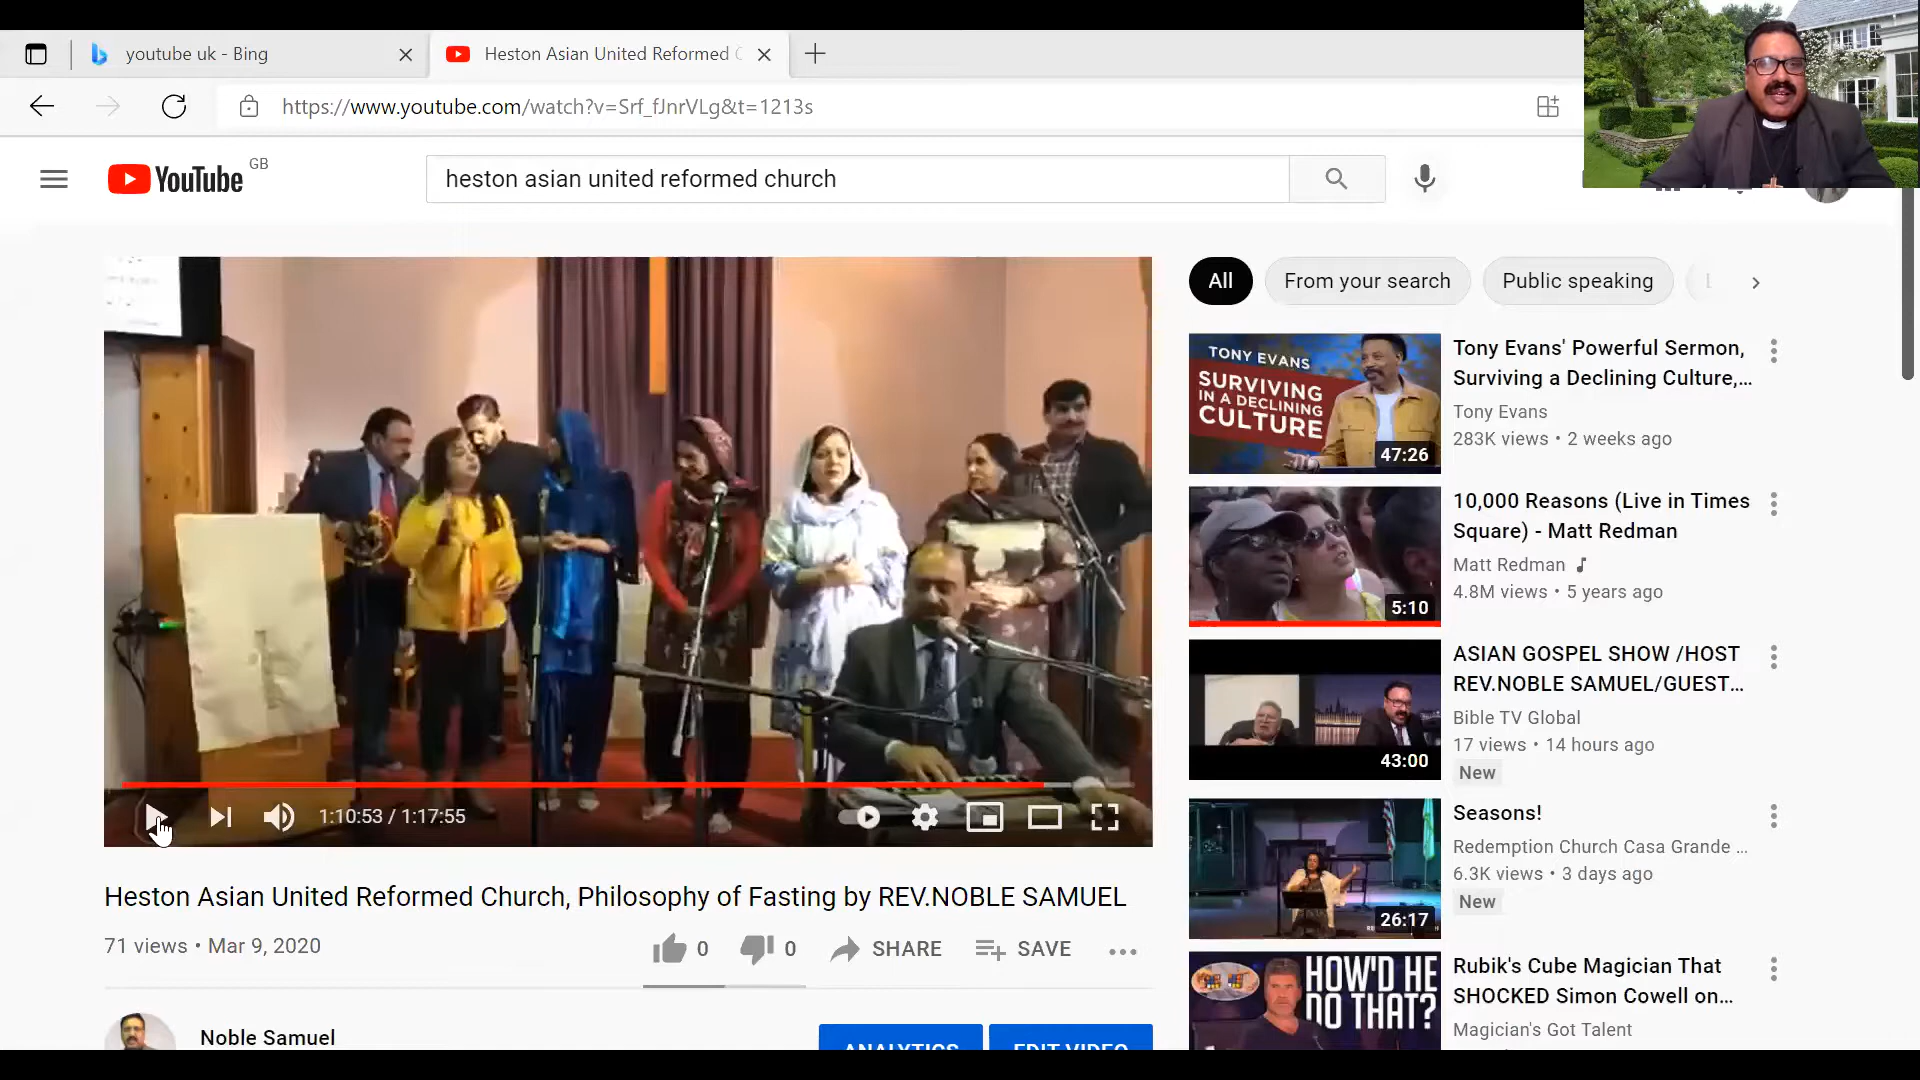 youtube uk - Bing
Heston Asian United Reformed
https://www.youtube.com/watch?v=Srf_fJnrVLg&t=1213s
YouTube GB
heston asian united reformed church
All
From your search
Public speaking
1:10:53 / 1:17:55
Heston Asian United Reformed Church, Philosophy of Fasting by REV.NOBLE SAMUEL
71 views • Mar 9, 2020
0
0
SHARE
SAVE
Noble Samuel
ANALYTICS
EDIT VIDEO
TONY EVANS
SURVIVING
IN A DECLINING
CULTURE
47:26
Tony Evans' Powerful Sermon,
Surviving a Declining Culture,...
Tony Evans
283K views • 2 weeks ago
5:10
10,000 Reasons (Live in Times
Square) - Matt Redman
Matt Redman
4.8M views • 5 years ago
43:00
ASIAN GOSPEL SHOW /HOST
REV.NOBLE SAMUEL/GUEST...
Bible TV Global
17 views • 14 hours ago
New
26:17
Seasons!
Redemption Church Casa Grande ...
6.3K views • 3 days ago
New
HOW'D HE
DO THAT?
Rubik's Cube Magician That
SHOCKED Simon Cowell on...
Magician's Got Talent